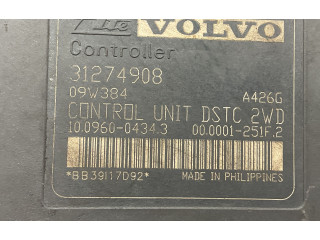 Ate VOLVO
Controller
31274908
09W384 A426G
CONTROL UNIT DSTC 2WD
10.0960-0434.3 00.0001-251F.2
*BB39117D92* MADE IN PHILIPPINES